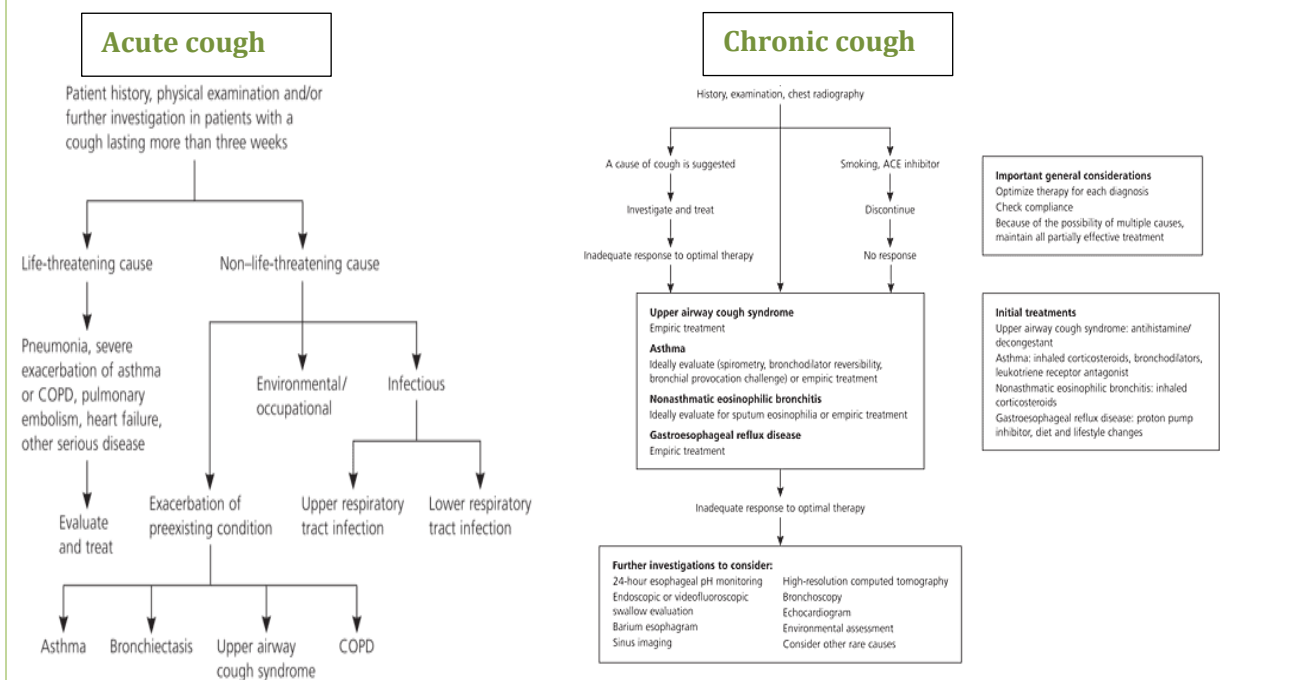 Acute cough
Patient history, physical examination and/or
further investigation in patients with a
cough lasting more than three weeks
Life-threatening cause
Non–life-threatening cause
Pneumonia, severe
exacerbation of asthma
or COPD, pulmonary
embolism, heart failure,
other serious disease
Environmental/
occupational
Infectious
Evaluate
and treat
Exacerbation of
preexisting condition
Upper respiratory
tract infection
Lower respiratory
tract infection
Asthma
Bronchiectasis
Upper airway
cough syndrome
COPD
Chronic cough
History, examination, chest radiography
A cause of cough is suggested
Smoking, ACE inhibitor
Investigate and treat
Discontinue
Inadequate response to optimal therapy
No response
Upper airway cough syndrome
Empiric treatment
Asthma
Ideally evaluate (spirometry, bronchodilator reversibility,
bronchial provocation challenge) or empiric treatment
Nonasthmatic eosinophilic bronchitis
Ideally evaluate for sputum eosinophilia or empiric treatment
Gastroesophageal reflux disease
Empiric treatment
Inadequate response to optimal therapy
Further investigations to consider:
24-hour esophageal pH monitoring
Endoscopic or videofluoroscopic
swallow evaluation
Barium esophagram
Sinus imaging
High-resolution computed tomography
Bronchoscopy
Echocardiogram
Environmental assessment
Consider other rare causes
Important general considerations
Optimize therapy for each diagnosis
Check compliance
Because of the possibility of multiple causes,
maintain all partially effective treatment
Initial treatments
Upper airway cough syndrome: antihistamine/
decongestant
Asthma: inhaled corticosteroids, bronchodilators,
leukotriene receptor antagonist
Nonasthmatic eosinophilic bronchitis: inhaled
corticosteroids
Gastroesophageal reflux disease: proton pump
inhibitor, diet and lifestyle changes